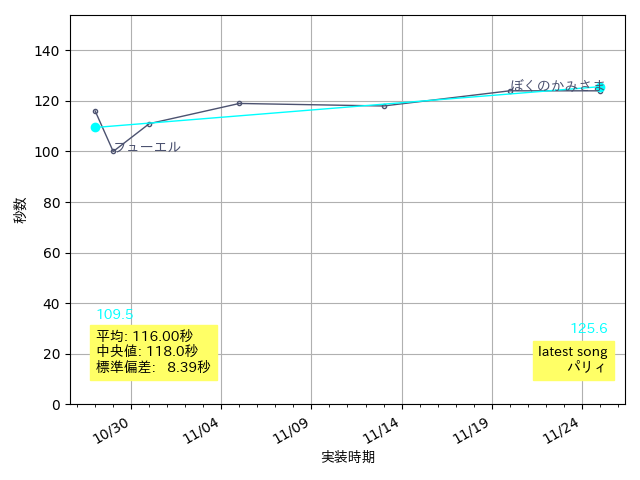 140
120
100
80
60
40
20
0
秒数
ぼくのかみさま
フューエル
109.5
平均: 116.00秒
中央値: 118.0秒
標準偏差: 8.39秒
125.6
latest song
パリィ
10/30
11/04
11/09
11/14
11/19
11/24
実装時期